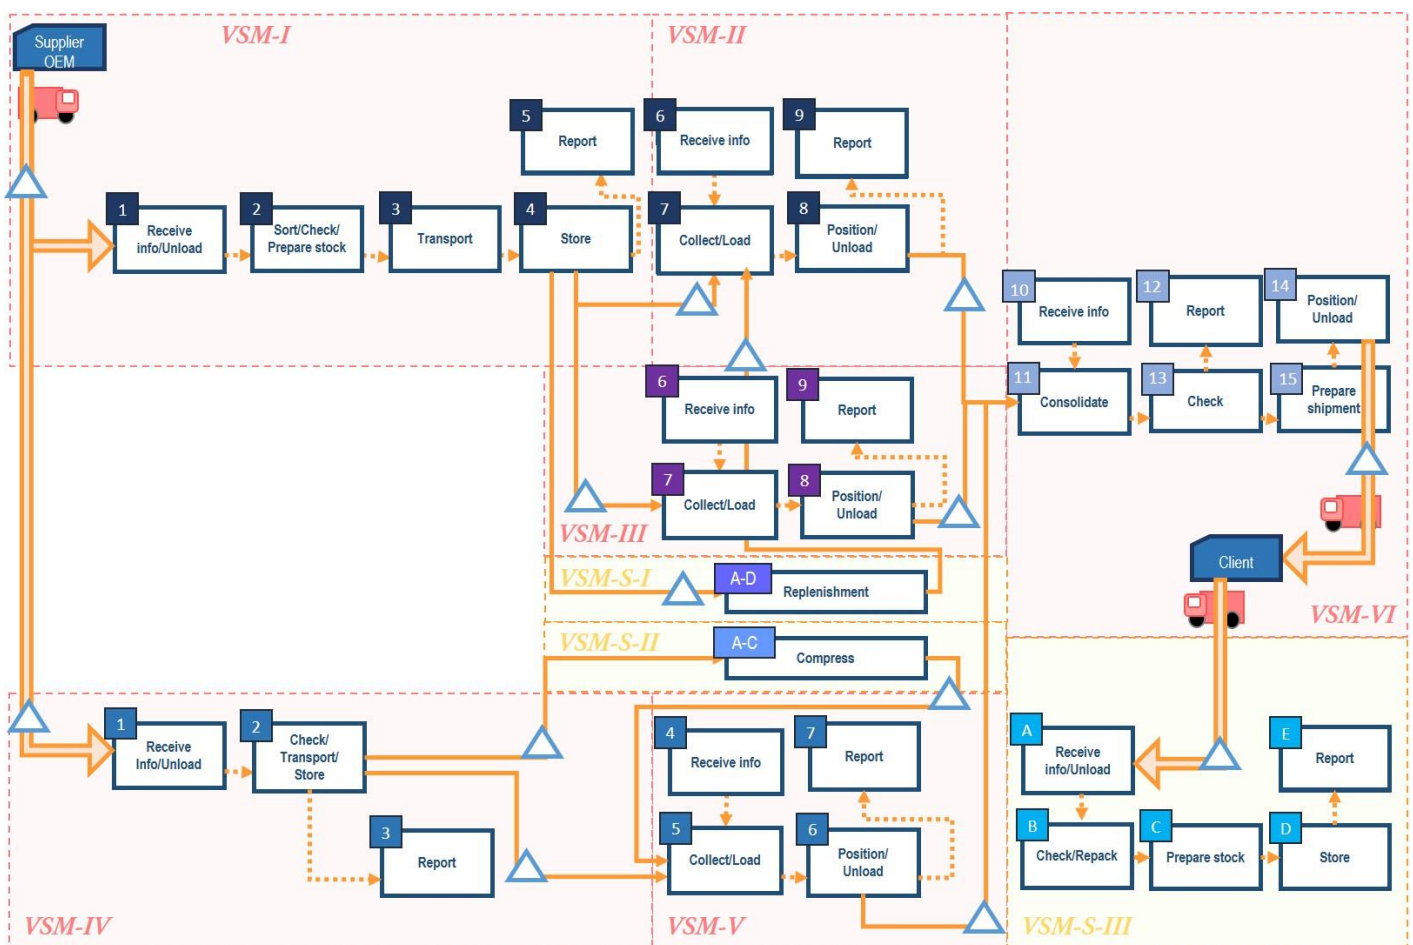 Supplier
OEM
VSM-I
VSM-II
5
Report
6
Receive info
9
Report
1
Receive
info/Unload
2
Sort/Check/
Prepare stock
3
Transport
4
Store
7
Collect/Load
8
Position/
Unload
10
Receive info
12
Report
14
Position/
Unload
11
Consolidate
13
Check
15
Prepare
shipment
6
Receive info
9
Report
7
Collect/Load
8
Position/
Unload
VSM-III
VSM-S-I
A-D
Replenishment
VSM-S-II
A-C
Compress
Client
VSM-VI
1
Receive
Info/Unload
2
Check/
Transport/
Store
3
Report
VSM-IV
4
Receive info
7
Report
5
Collect/Load
6
Position/
Unload
VSM-V
A
Receive
info/Unload
E
Report
B
Check/Repack
C
Prepare stock
D
Store
VSM-S-III